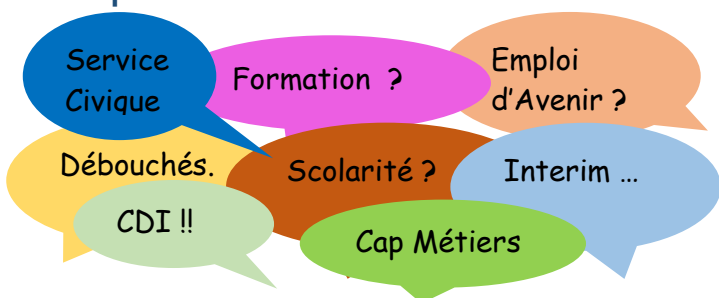 Service
Civique
Formation ?
Emploi
d'Avenir ?
Débouchés.
Scolarité ?
Interim ...
CDI !!
Cap Métiers